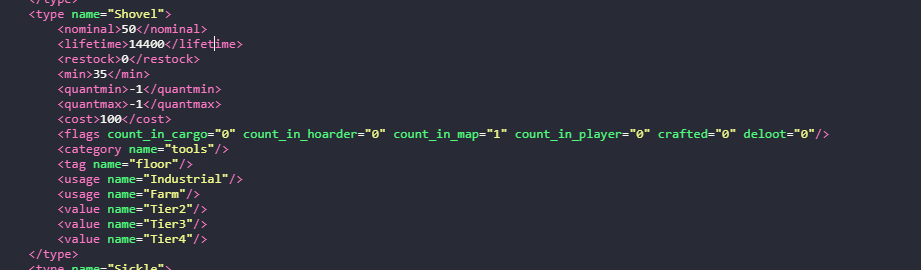 </type>
<type name="Shovel">
<nominal>50</nominal>
<lifetime>14400</lifetime>
<restock>0</restock>
<min>35</min>
<quantmin>-1</quantmin>
<quantmax>-1</quantmax>
<cost>100</cost>
<flags count_in_cargo="0" count_in_hoarder="0" count_in_map="1" count_in_player="0" crafted="0" deloot="0"/>
<category name="tools"/>
<tag name="floor"/>
<usage name="Industrial"/>
<usage name="Farm"/>
<value name="Tier2"/>
<value name="Tier3"/>
<value name="Tier4"/>
</type>
<type name="Sickle">